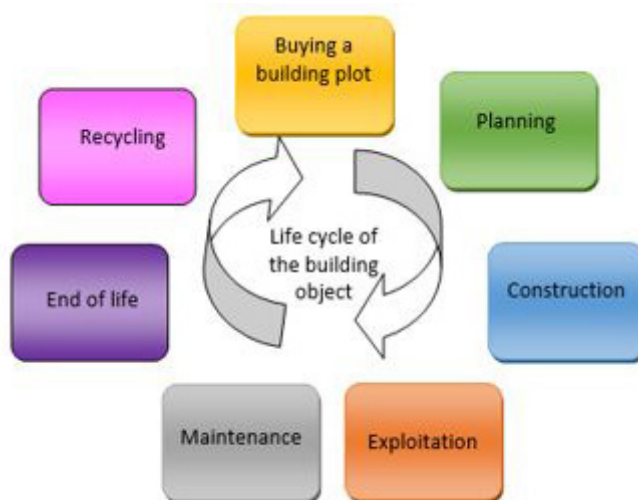 Buying a
building plot
Planning
Construction
Exploitation
Maintenance
End of life
Recycling
Life cycle of
the building
object